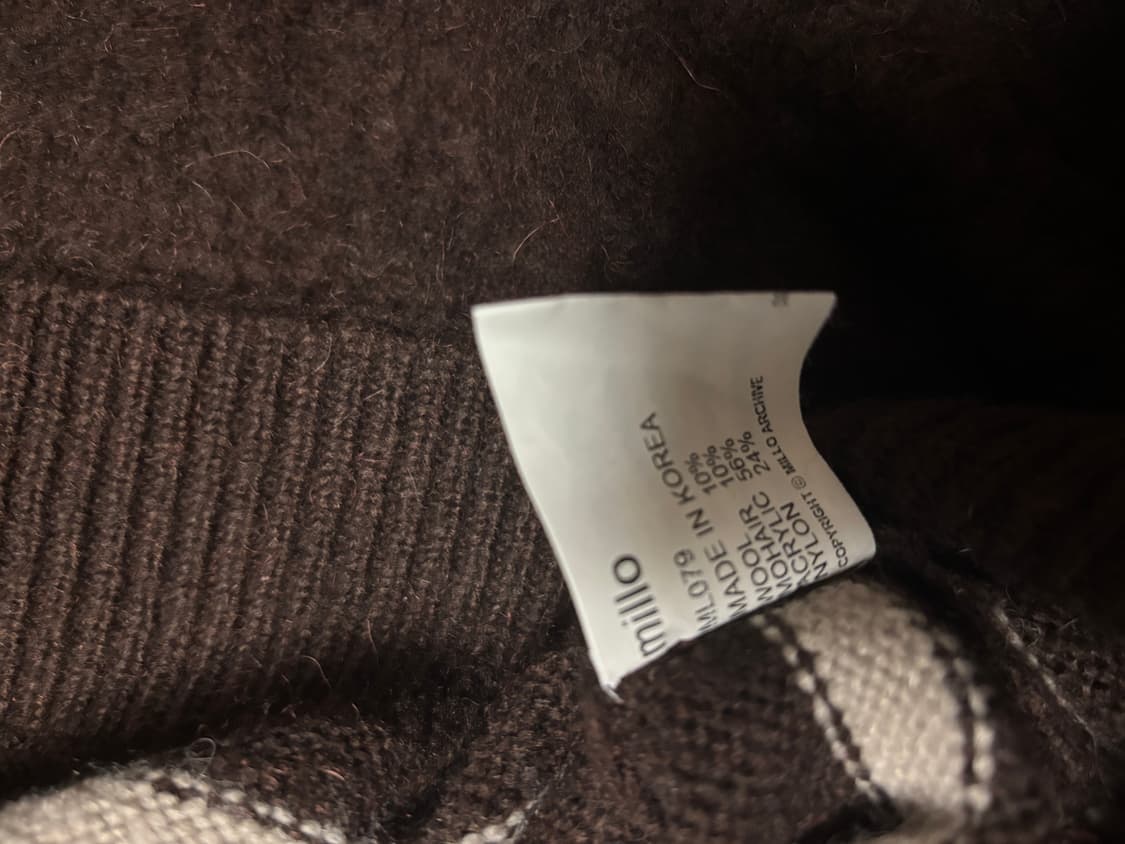 millo
ML079
MADE IN KOREA
WOOL 10%
MOHAIR 10%
ACRYLIC 56%
NYLON 24%
COPYRIGHT © MILLO ARCHIVE